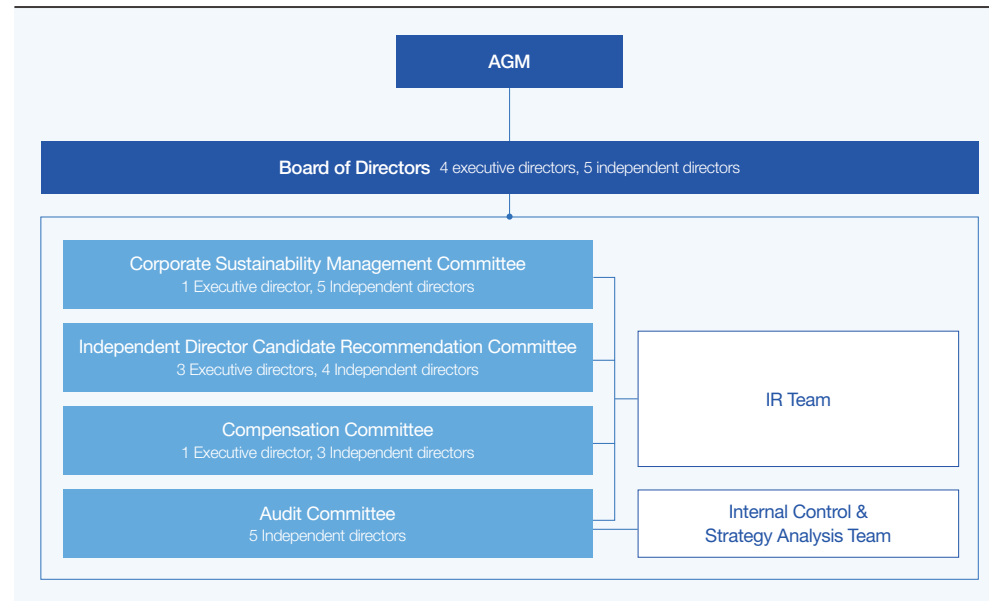 AGM
Board of Directors 4 executive directors, 5 independent directors
Corporate Sustainability Management Committee
1 Executive director, 5 Independent directors
Independent Director Candidate Recommendation Committee
3 Executive directors, 4 Independent directors
Compensation Committee
1 Executive director, 3 Independent directors
Audit Committee
5 Independent directors
IR Team
Internal Control &
Strategy Analysis Team